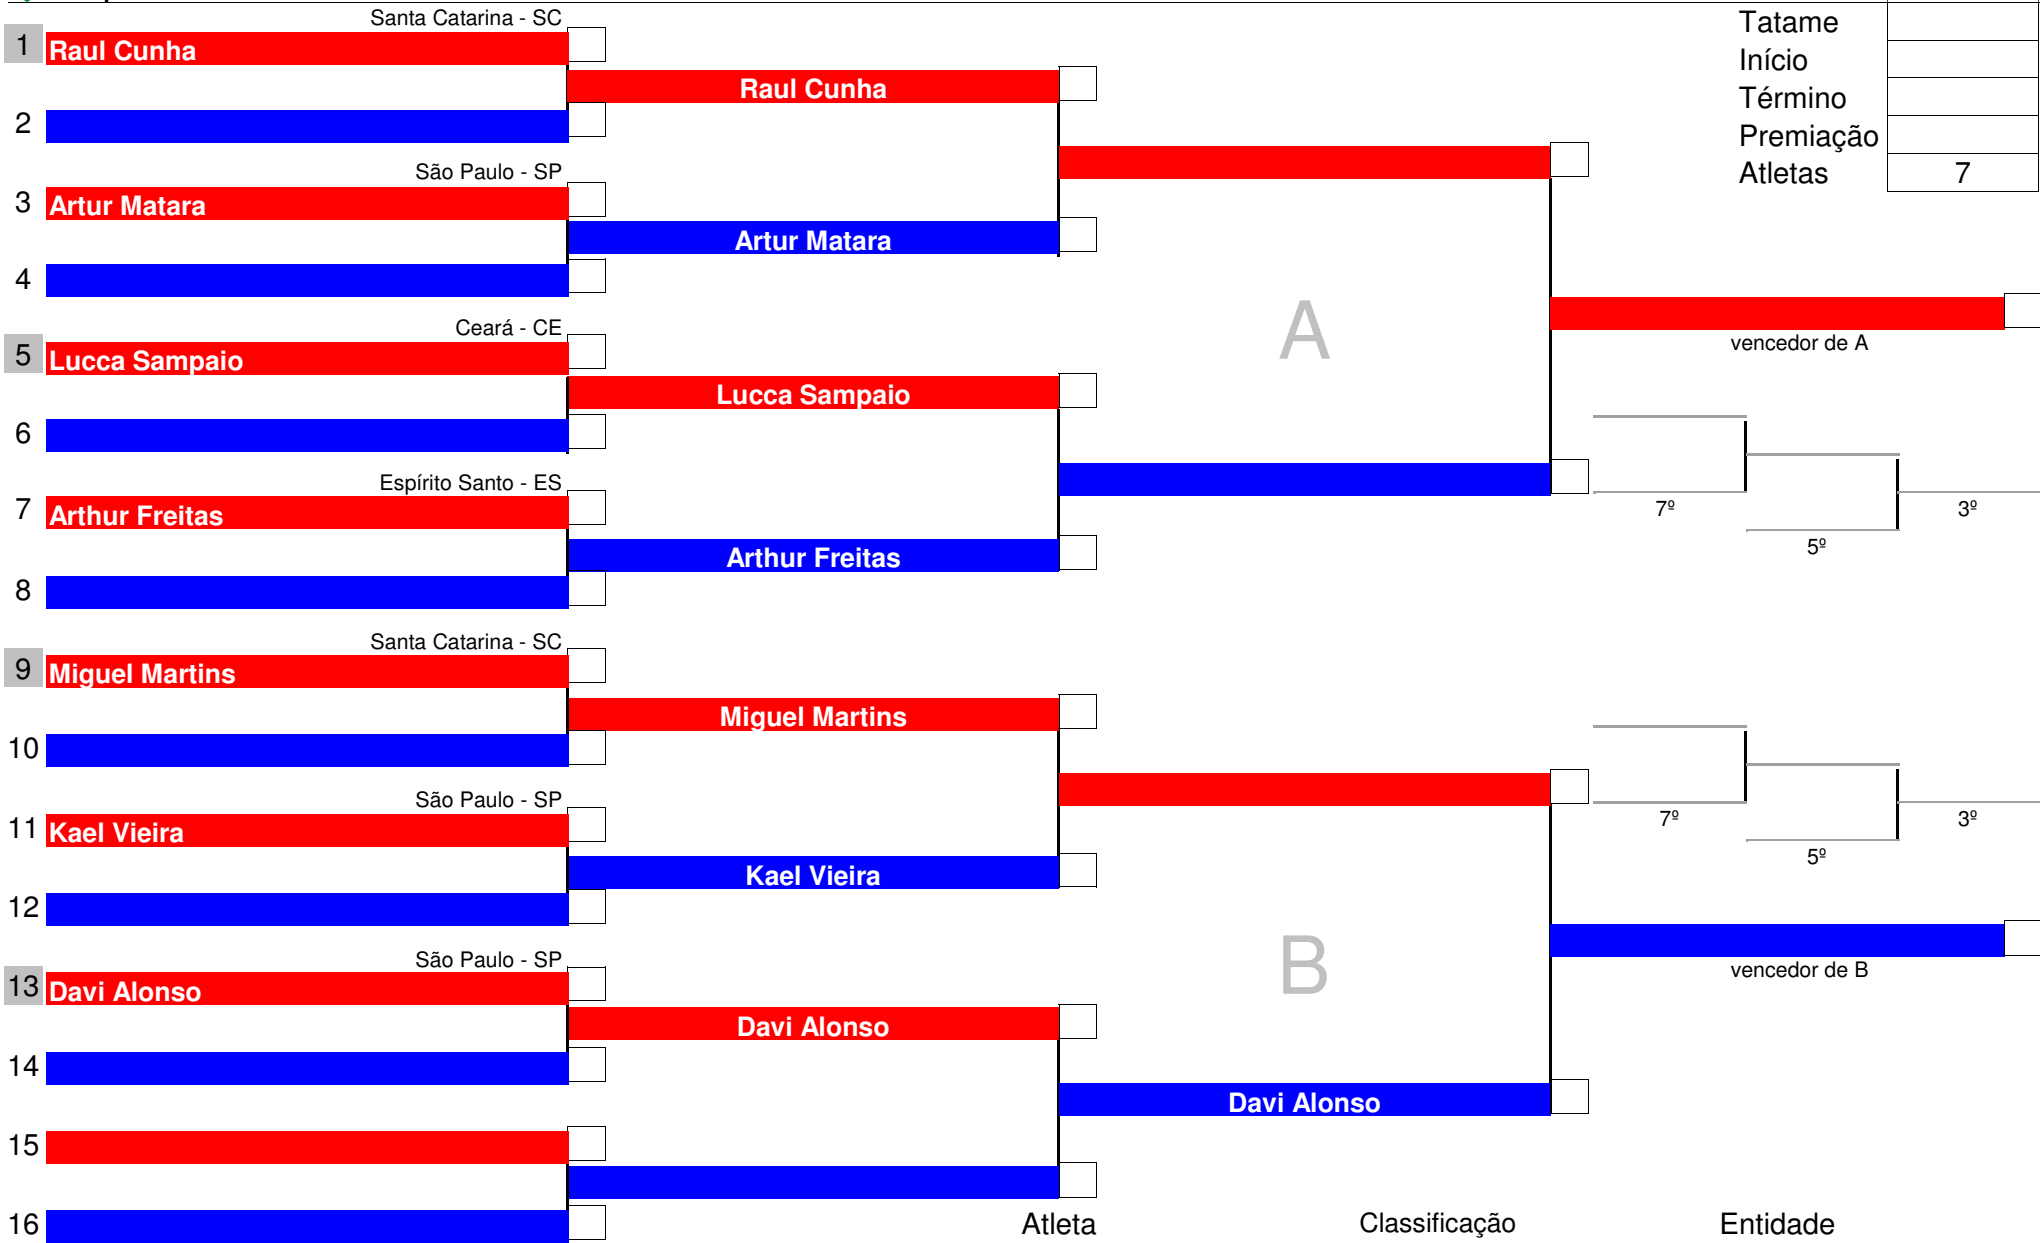 Santa Catarina - SC
Tatame
1 Raul Cunha
Início
Raul Cunha
Término
2
Premiação
São Paulo - SP
Atletas 7
3 Artur Matara
Artur Matara
4
A
Ceará - CE
vencedor de A
5 Lucca Sampaio
Lucca Sampaio
6
Espírito Santo - ES
7º
3º
7 Arthur Freitas
5º
Arthur Freitas
8
Santa Catarina - SC
9 Miguel Martins
Miguel Martins
10
São Paulo - SP
7º
3º
11 Kael Vieira
5º
Kael Vieira
12
B
São Paulo - SP
vencedor de B
13 Davi Alonso
Davi Alonso
14
Davi Alonso
15
16
Atleta Classificação Entidade